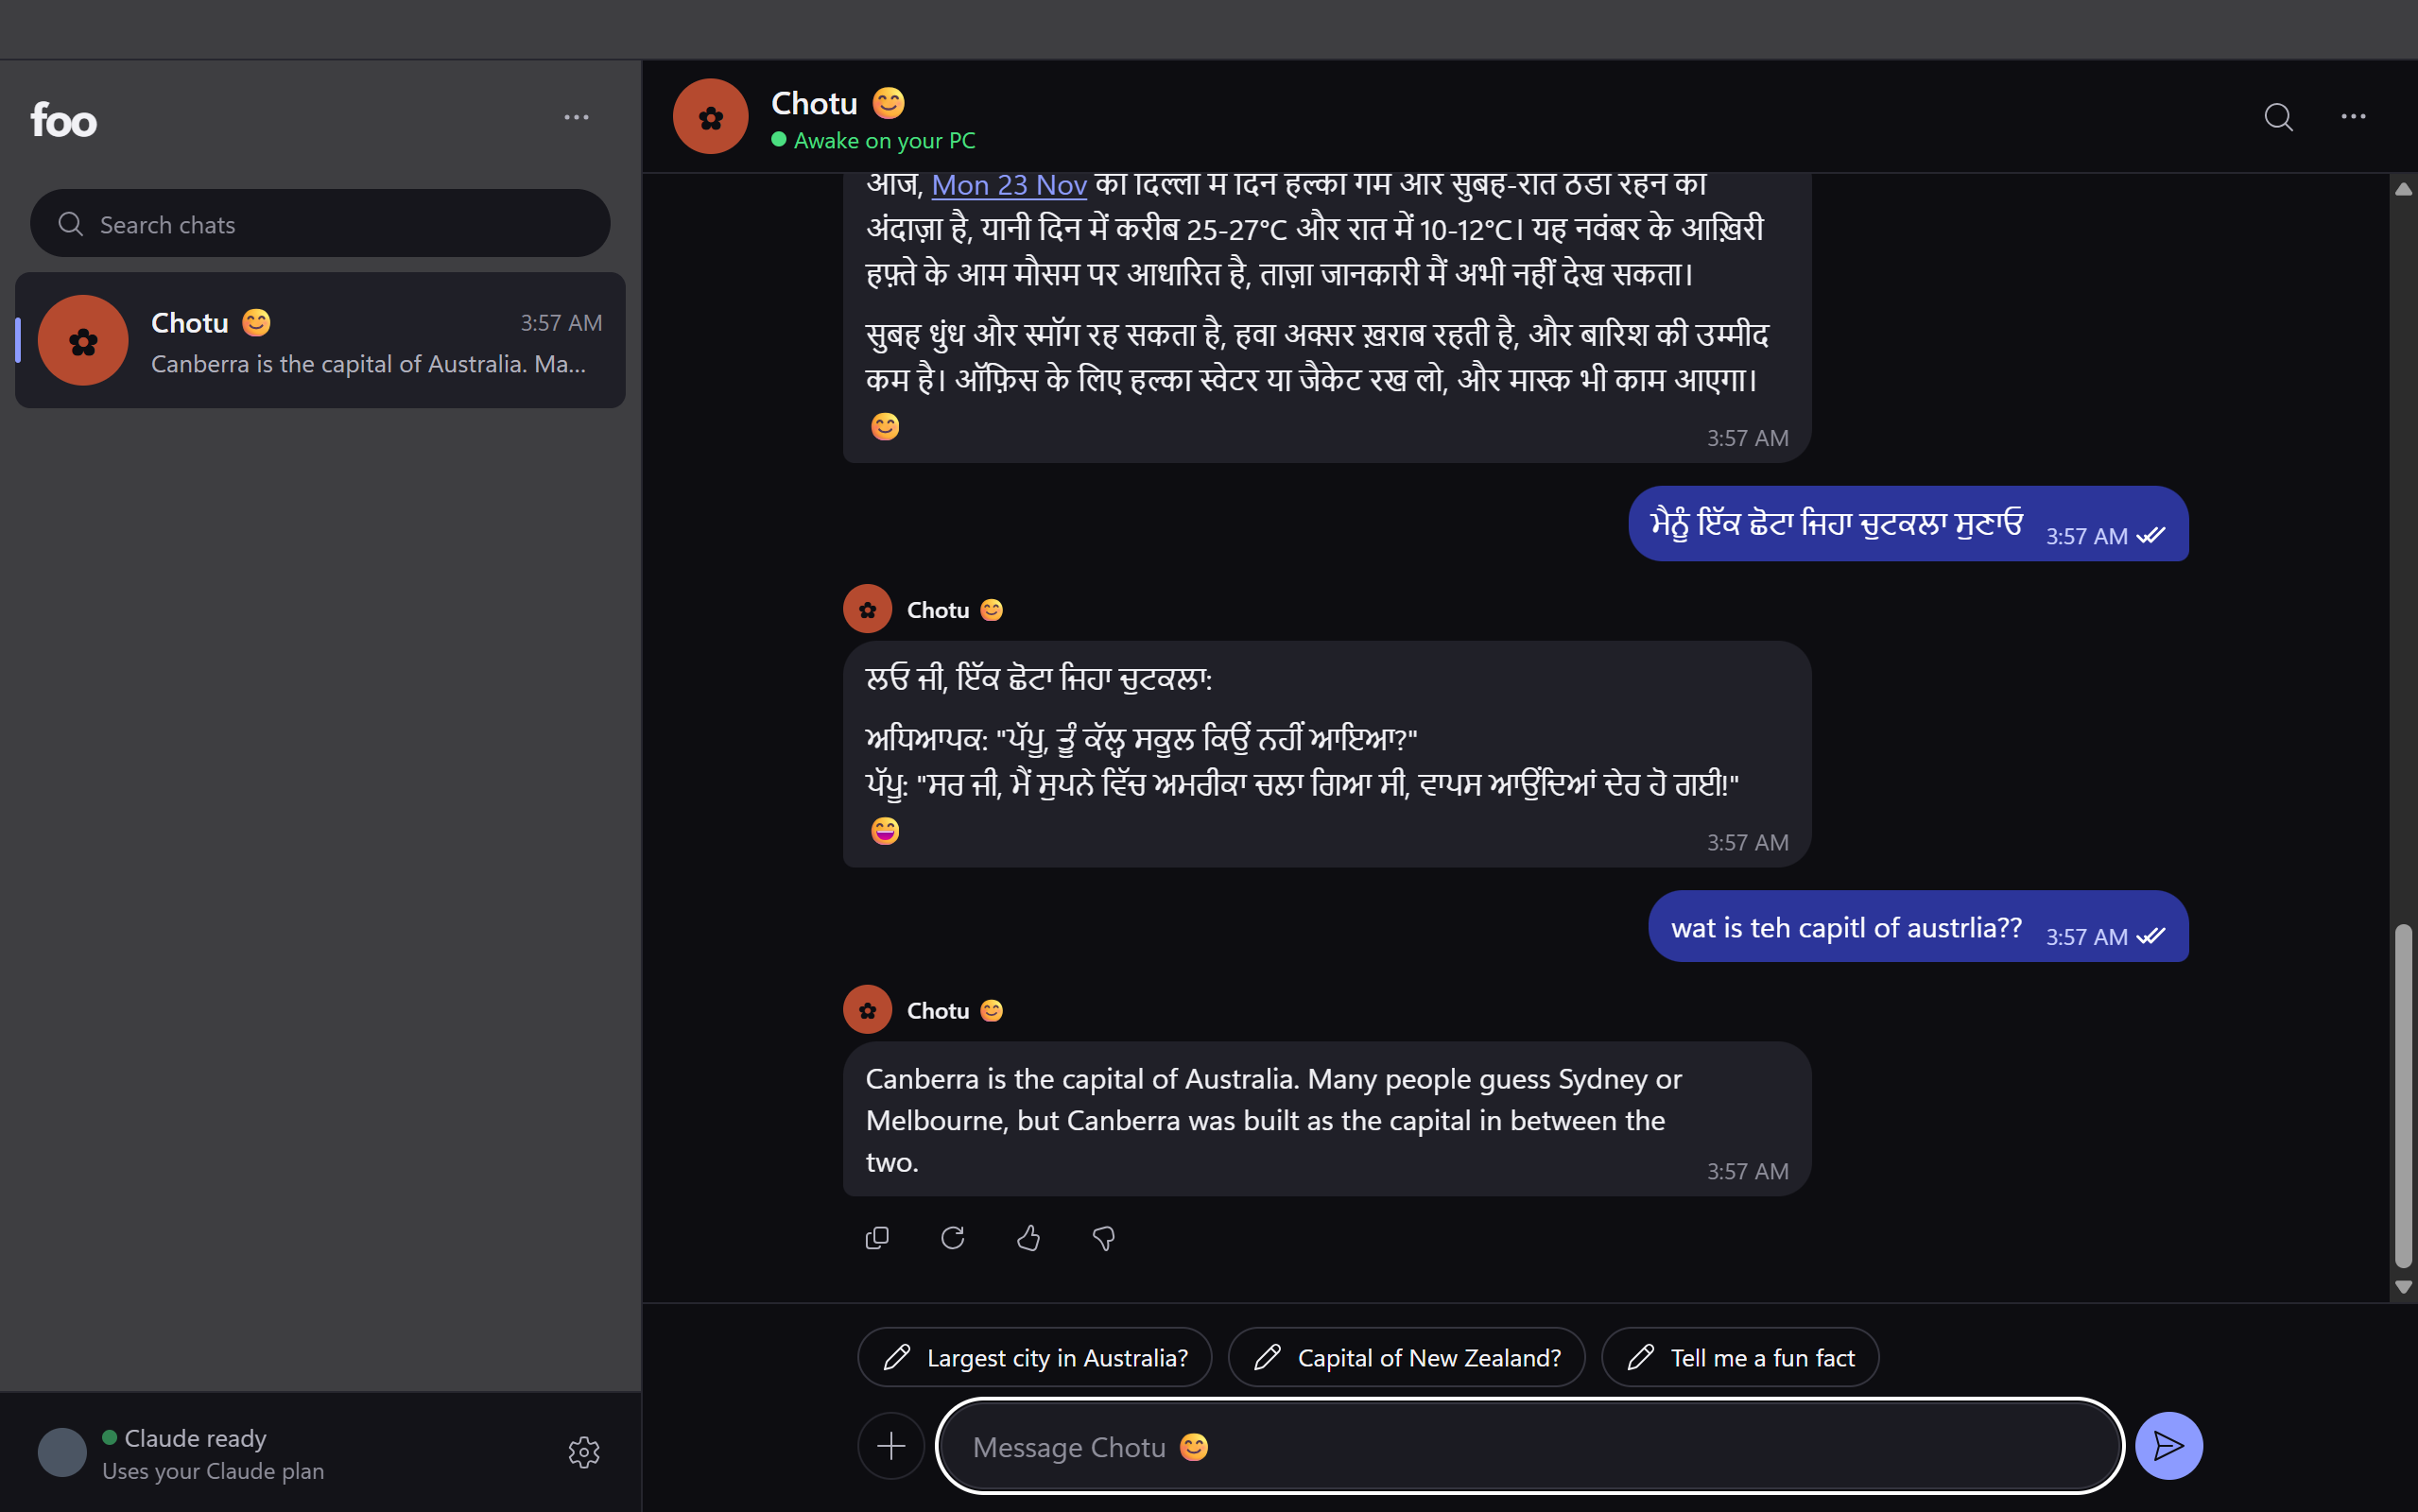 foo
Search chats
Chotu 😊
3:57 AM
Canberra is the capital of Australia. Ma...
Claude ready
Uses your Claude plan
Chotu 😊
Awake on your PC
आज, Mon 23 Nov को दिल्ली में दिन हल्का गर्म और सुबह-रात ठंडी रहने का
अंदाज़ा है, यानी दिन में करीब 25-27°C और रात में 10-12°C। यह नवंबर के आख़िरी
हफ़्ते के आम मौसम पर आधारित है, ताज़ा जानकारी मैं अभी नहीं देख सकता।
सुबह धुंध और स्मॉग रह सकता है, हवा अक्सर ख़राब रहती है, और बारिश की उम्मीद
कम है। ऑफ़िस के लिए हल्का स्वेटर या जैकेट रख लो, और मास्क भी काम आएगा।
😊
3:57 AM
ਮੈਨੂੰ ਇੱਕ ਛੋਟਾ ਜਿਹਾ ਚੁਟਕਲਾ ਸੁਣਾਓ 3:57 AM
Chotu 😊
ਲਓ ਜੀ, ਇੱਕ ਛੋਟਾ ਜਿਹਾ ਚੁਟਕਲਾ:
ਅਧਿਆਪਕ: "ਪੱਪੂ, ਤੂੰ ਕੱਲ੍ਹ ਸਕੂਲ ਕਿਉਂ ਨਹੀਂ ਆਇਆ?"
ਪੱਪੂ: "ਸਰ ਜੀ, ਮੈਂ ਸੁਪਨੇ ਵਿੱਚ ਅਮਰੀਕਾ ਚਲਾ ਗਿਆ ਸੀ, ਵਾਪਸ ਆਉਂਦਿਆਂ ਦੇਰ ਹੋ ਗਈ!"
😄
3:57 AM
wat is teh capitl of austrlia?? 3:57 AM
Chotu 😊
Canberra is the capital of Australia. Many people guess Sydney or
Melbourne, but Canberra was built as the capital in between the
two.
3:57 AM
Largest city in Australia?
Capital of New Zealand?
Tell me a fun fact
Message Chotu 😊